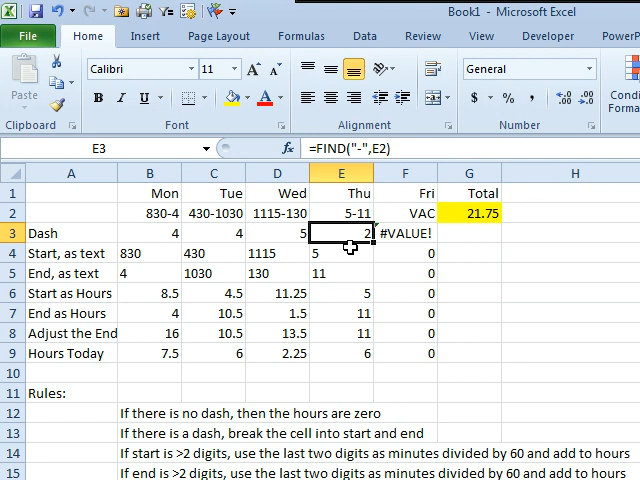 Book1 - Microsoft Excel
File Home Insert Page Layout Formulas Data Review View Developer PowerP
Paste Calibri 11 A A General Condi
B I U A $ % , .00 .0 Forma
Clipboard Font Alignment Number
E3 fx =FIND("-",E2)
A B C D E F G H
1 Mon Tue Wed Thu Fri Total
2 830-4 430-1030 1115-130 5-11 VAC 21.75
3 Dash 4 4 5 2 #VALUE!
4 Start, as text 830 430 1115 5 0
5 End, as text 4 1030 130 11 0
6 Start as Hours 8.5 4.5 11.25 5 0
7 End as Hours 4 10.5 1.5 11 0
8 Adjust the End 16 10.5 13.5 11 0
9 Hours Today 7.5 6 2.25 6 0
10
11 Rules:
12 If there is no dash, then the hours are zero
13 If there is a dash, break the cell into start and end
14 If start is >2 digits, use the last two digits as minutes divided by 60 and add to hours
15 If end is >2 digits, use the last two digits as minutes divided by 60 and add to hours